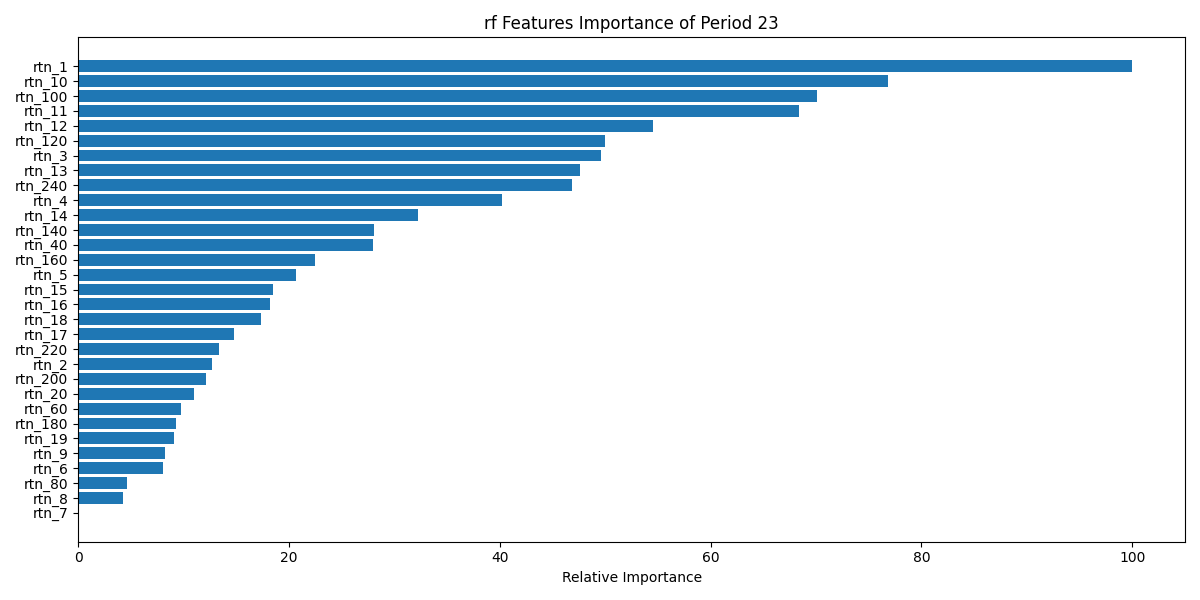 rf Features Importance of Period 23
rtn_1
rtn_10
rtn_100
rtn_11
rtn_12
rtn_120
rtn_3
rtn_13
rtn_240
rtn_4
rtn_14
rtn_140
rtn_40
rtn_160
rtn_5
rtn_15
rtn_16
rtn_18
rtn_17
rtn_220
rtn_2
rtn_200
rtn_20
rtn_60
rtn_180
rtn_19
rtn_9
rtn_6
rtn_80
rtn_8
rtn_7
0 20 40 60 80 100
Relative Importance